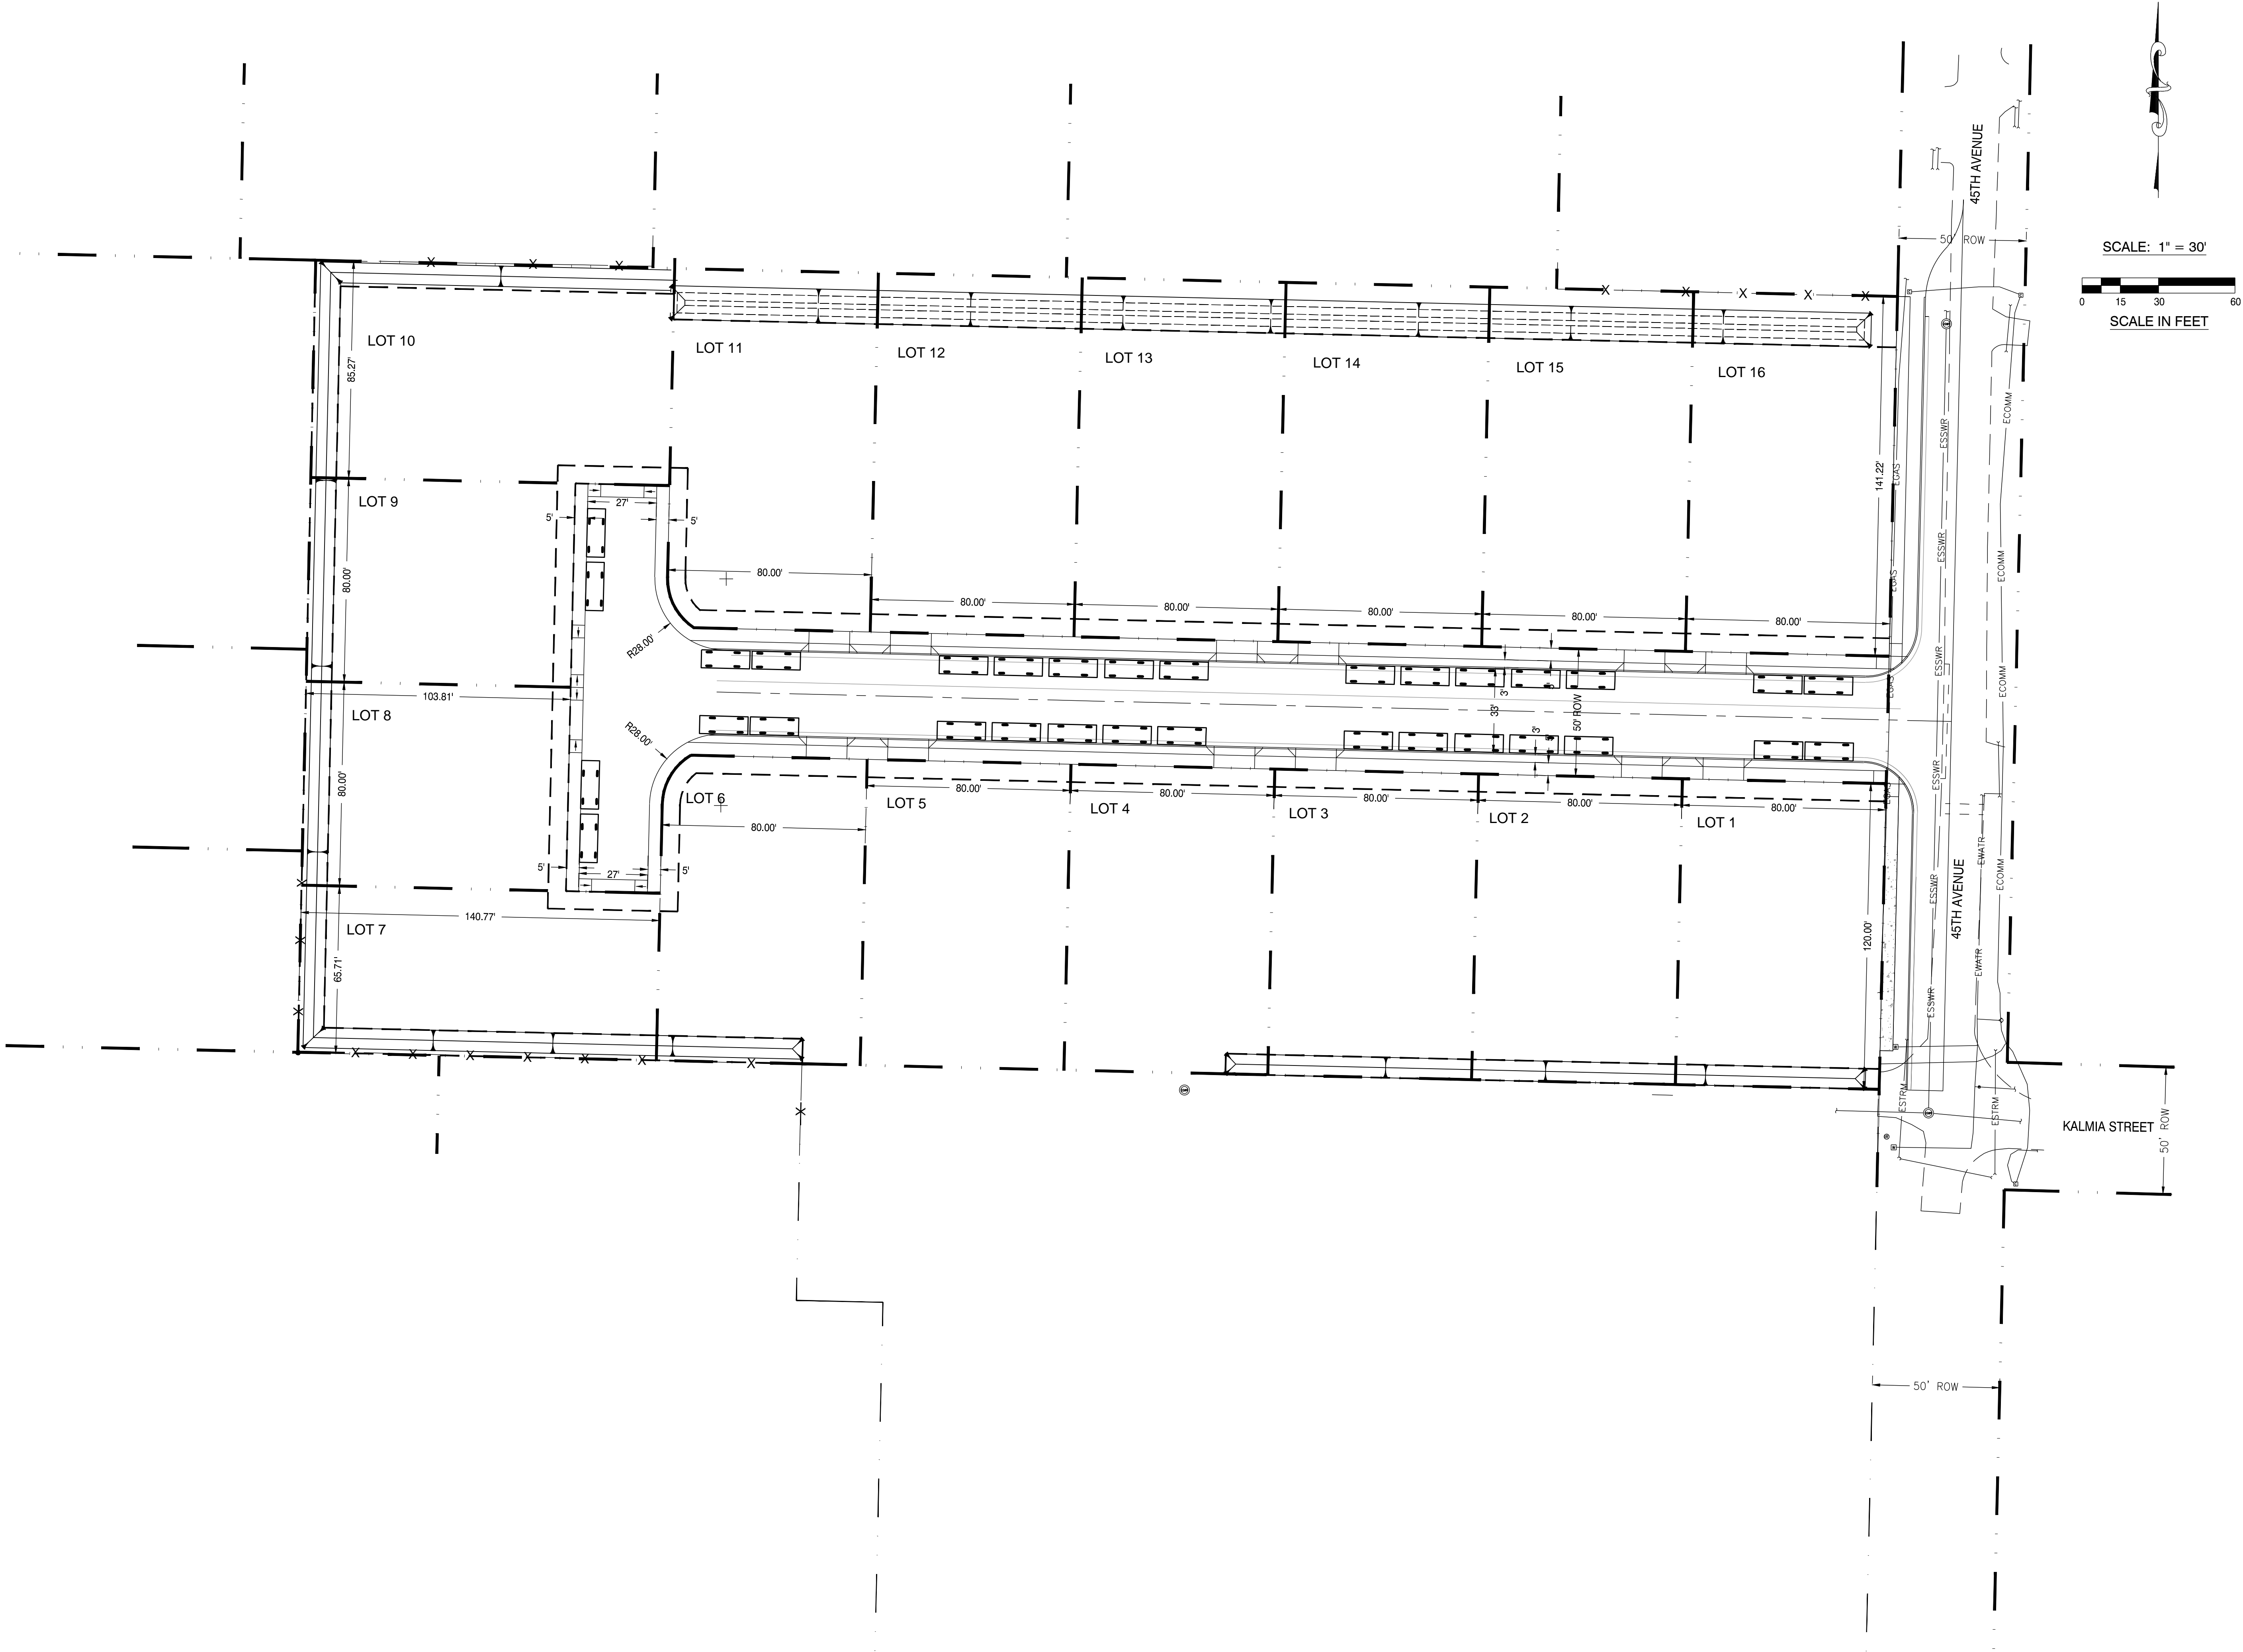 45TH AVENUE
50' ROW
SCALE: 1" = 30'
0 15 30 60
SCALE IN FEET
LOT 10
LOT 11
LOT 12
LOT 13
LOT 14
LOT 15
LOT 16
85.27'
141.22'
EGAS
ESSWR
ECOMM
LOT 9
27'
5'
5'
80.00'
80.00'
80.00'
80.00'
80.00'
80.00'
80.00'
EGAS
ESSWR
ECOMM
R28.00'
103.81'
LOT 8
3'
33'
50' ROW
3'
EGAS
ESSWR
ECOMM
R28.00'
80.00'
LOT 6
LOT 5
LOT 4
LOT 3
LOT 2
LOT 1
80.00'
80.00'
80.00'
80.00'
80.00'
80.00'
EGAS
ESSWR
EWATR
ECOMM
5'
27'
5'
140.77'
LOT 7
65.71'
120.00'
ESSWR
45TH AVENUE
EWATR
ESSWR
ESTRM
ESTRM
KALMIA STREET
50' ROW
50' ROW